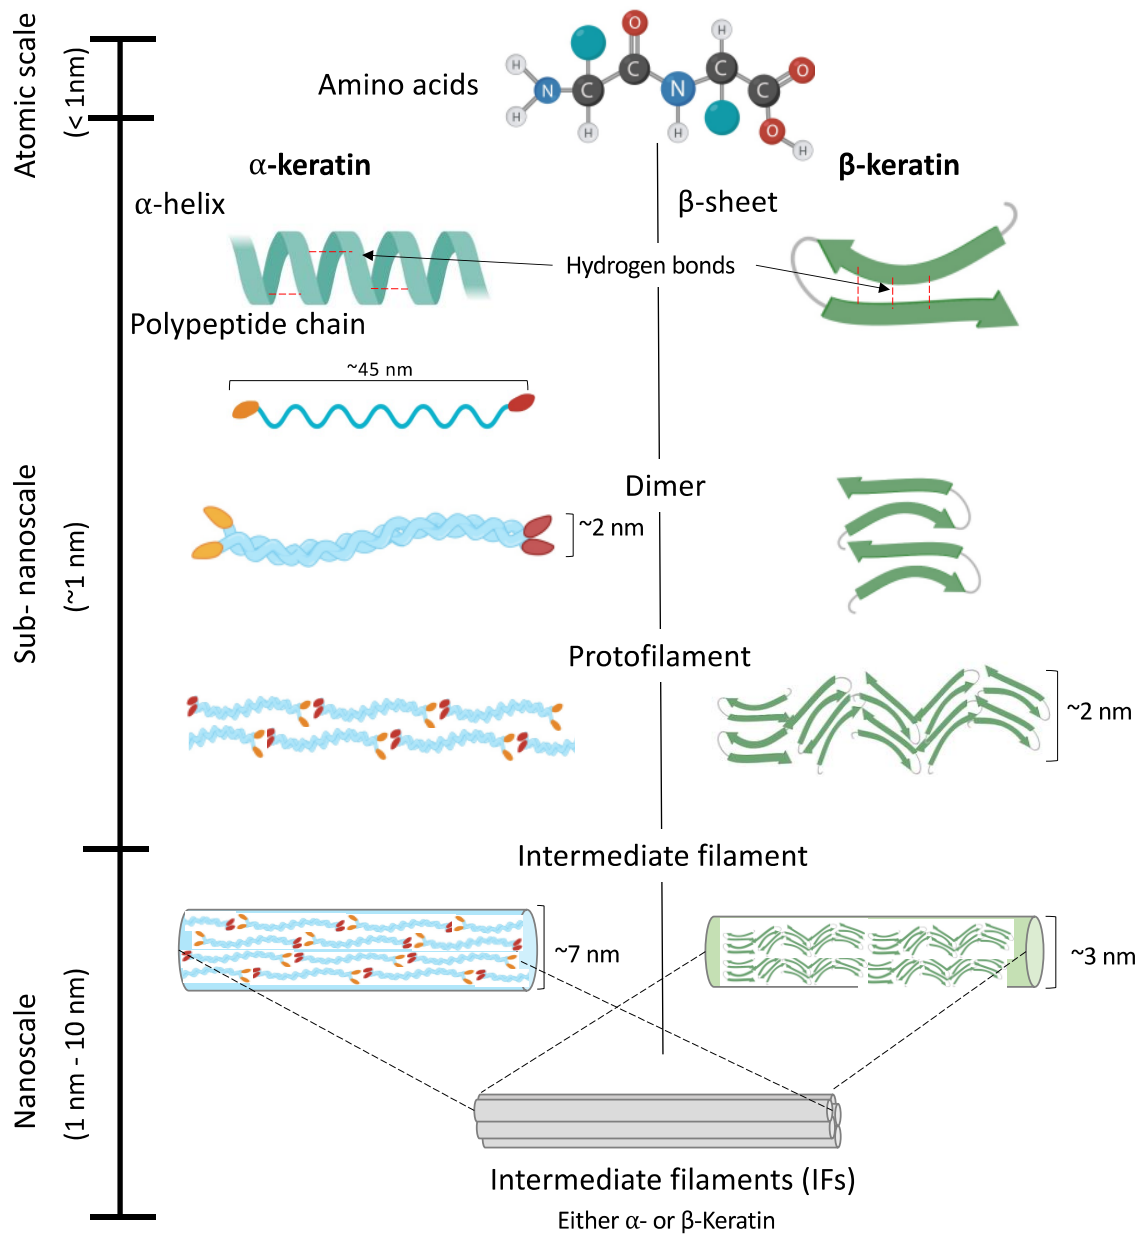 Atomic scale
(< 1nm)
Amino acids
H
H
N
C
H
O
C
N
H
H
C
C
O
O
H
α-keratin
β-keratin
α-helix
β-sheet
Hydrogen bonds
Polypeptide chain
~45 nm
Sub- nanoscale
(~1 nm)
Dimer
~2 nm
Protofilament
~2 nm
Intermediate filament
Nanoscale
(1 nm - 10 nm)
~7 nm
~3 nm
Intermediate filaments (IFs)
Either α- or β-Keratin